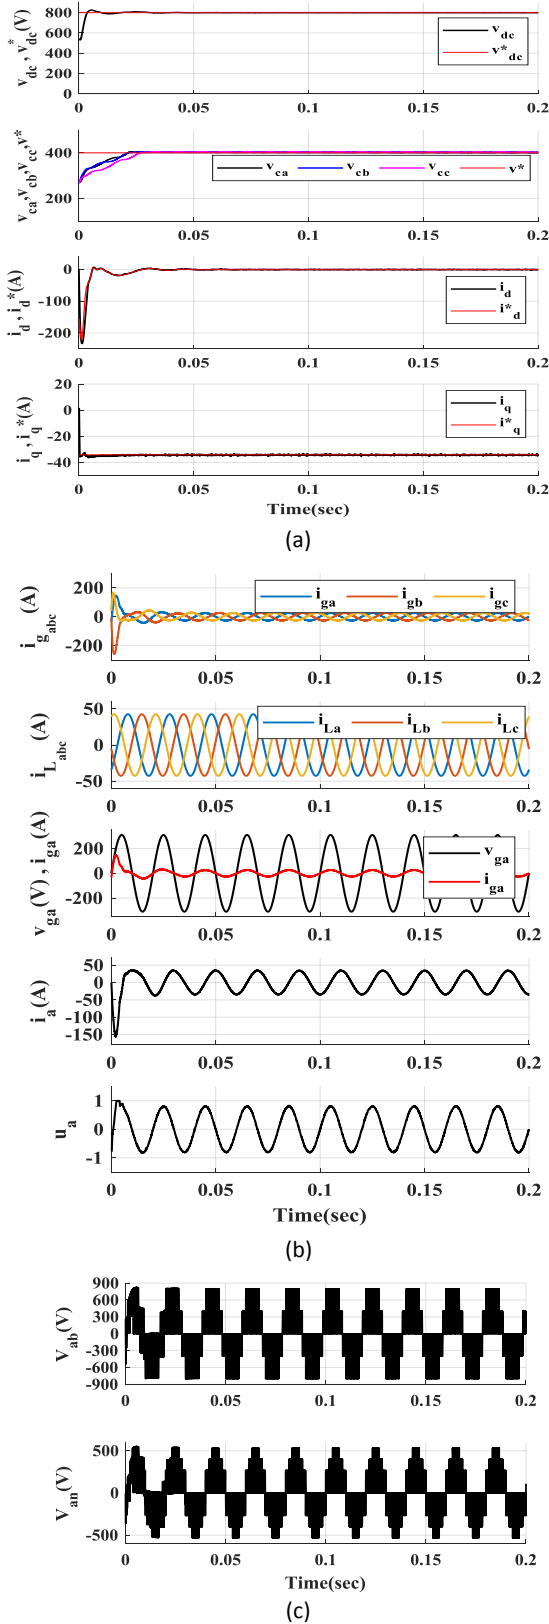 v_dc, v*_dc(V)
800
600
400
200
0
v_dc
v*_dc
0 0.05 0.1 0.15 0.2
v_ca,v_cb,v_cc,v*
400
200
v_ca v_cb v_cc v*
0 0.05 0.1 0.15 0.2
i_d, i_d*(A)
0
-100
-200
i_d
i*_d
0 0.05 0.1 0.15 0.2
i_q, i_q*(A)
20
0
-20
-40
i_q
i*_q
0 0.05 0.1 0.15 0.2
Time(sec)
(a)
i_gabc(A)
200
0
-200
i_ga i_gb i_gc
0 0.05 0.1 0.15 0.2
i_Labc(A)
50
0
-50
i_La i_Lb i_Lc
0 0.05 0.1 0.15 0.2
v_ga(V), i_ga(A)
200
0
-200
v_ga
i_ga
0 0.05 0.1 0.15 0.2
i_a(A)
50
0
-50
-100
-150
0 0.05 0.1 0.15 0.2
u_a
1
0
-1
0 0.05 0.1 0.15 0.2
Time(sec)
(b)
V_ab(V)
900
600
300
0
-300
-600
-900
0 0.05 0.1 0.15 0.2
V_an(V)
500
0
-500
0 0.05 0.1 0.15 0.2
Time(sec)
(c)